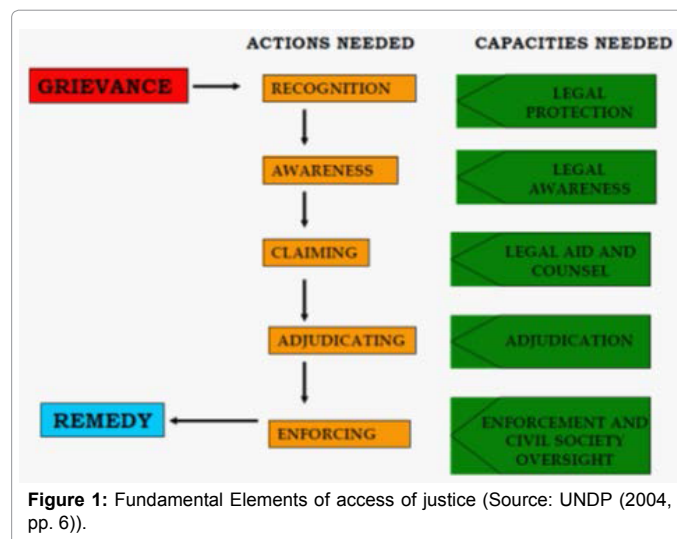 ACTIONS NEEDED
CAPACITIES NEEDED
GRIEVANCE
RECOGNITION
LEGAL
PROTECTION
AWARENESS
LEGAL
AWARENESS
CLAIMING
LEGAL AID AND
COUNSEL
ADJUDICATING
ADJUDICATION
REMEDY
ENFORCING
ENFORCEMENT AND
CIVIL SOCIETY
OVERSIGHT
Figure 1: Fundamental Elements of access of justice (Source: UNDP (2004,
pp. 6)).